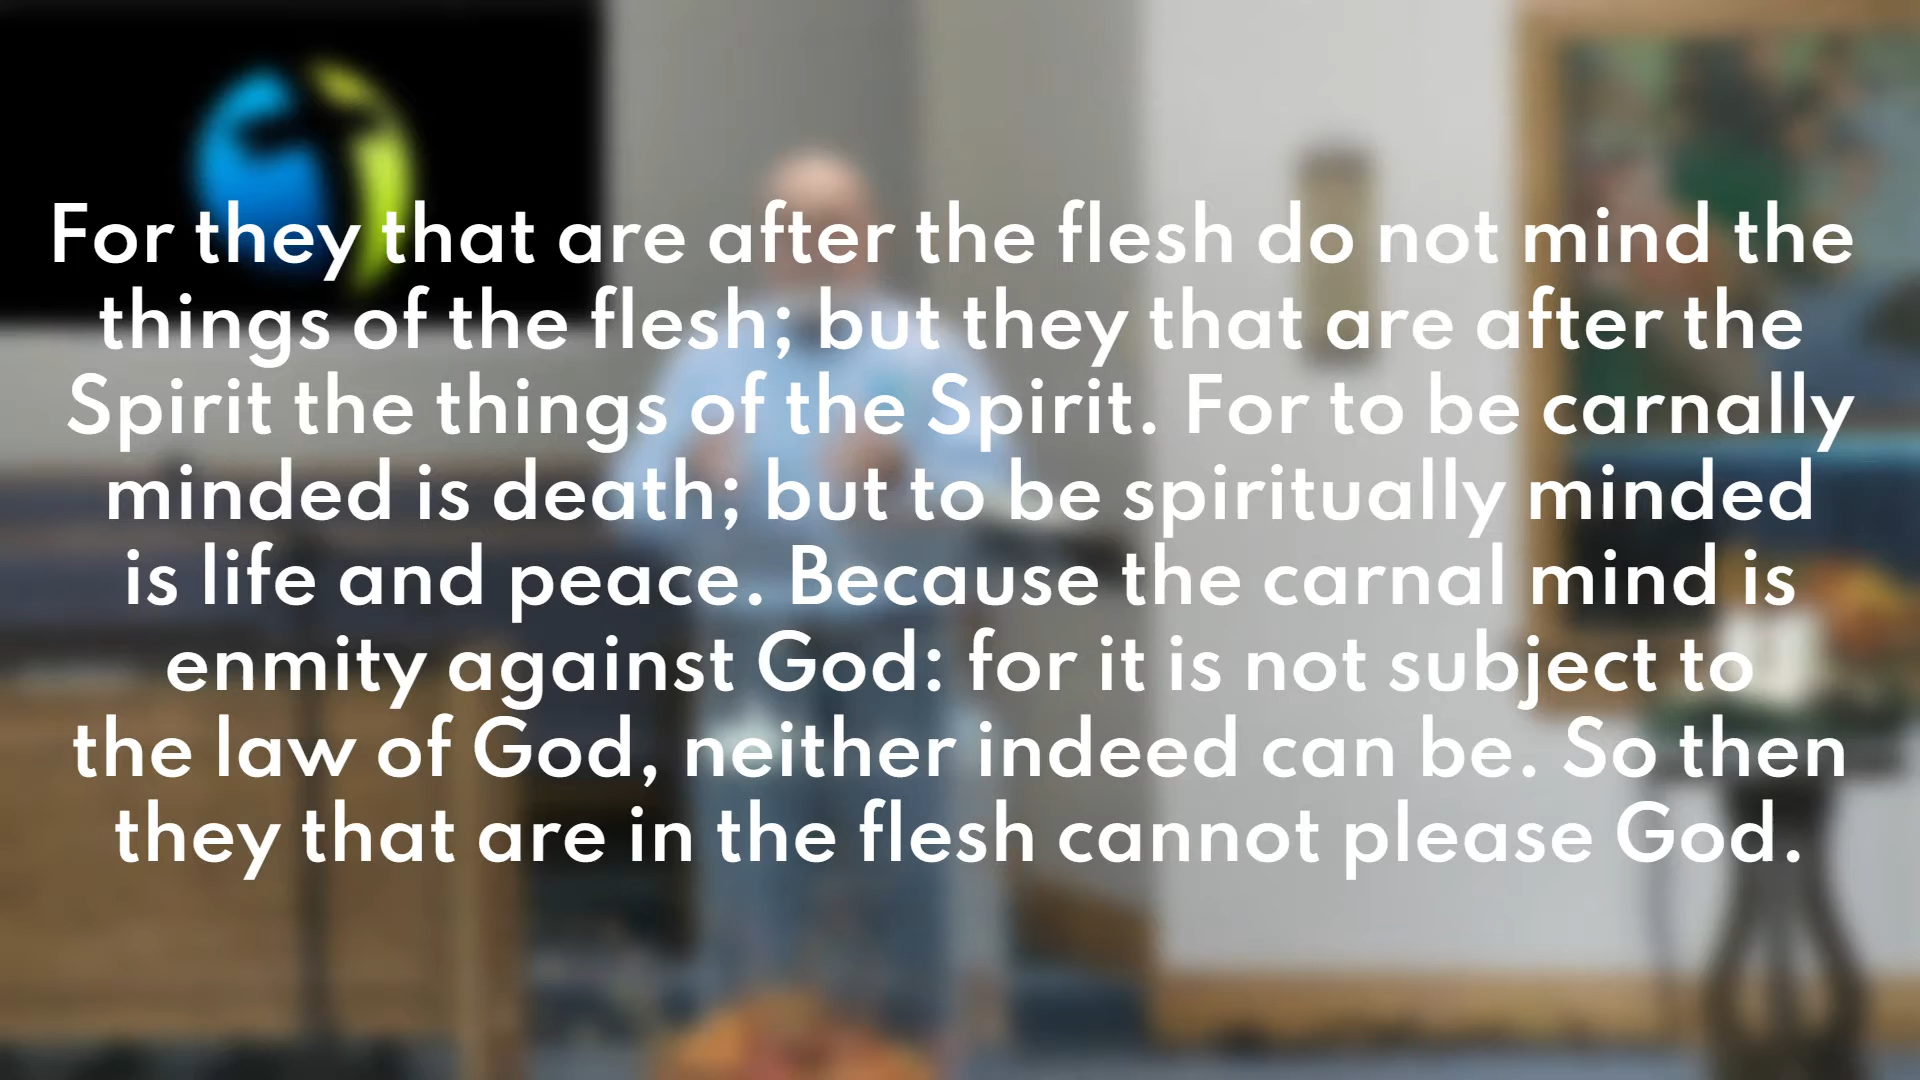 For they that are after the flesh do not mind the
things of the flesh; but they that are after the
Spirit the things of the Spirit. For to be carnally
minded is death; but to be spiritually minded
is life and peace. Because the carnal mind is
enmity against God: for it is not subject to
the law of God, neither indeed can be. So then
they that are in the flesh cannot please God.